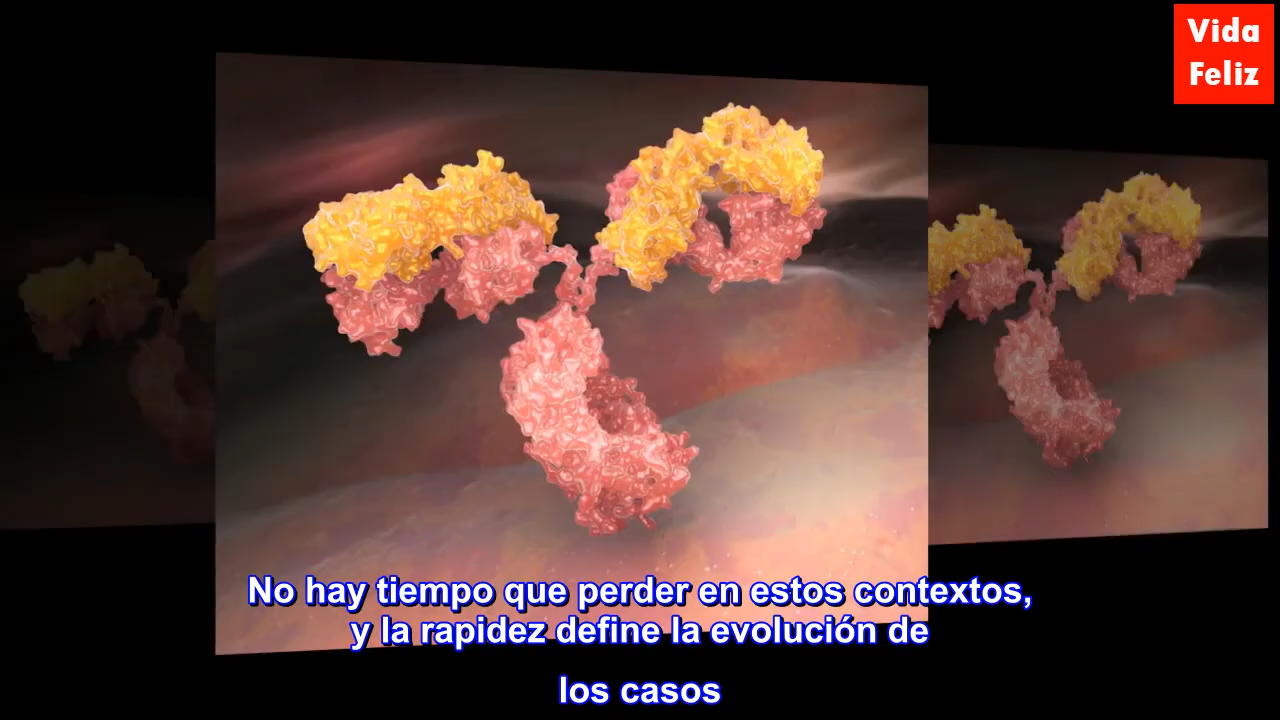 Vida
Feliz
No hay tiempo que perder en estos contextos,
y la rapidez define la evolución de
los casos